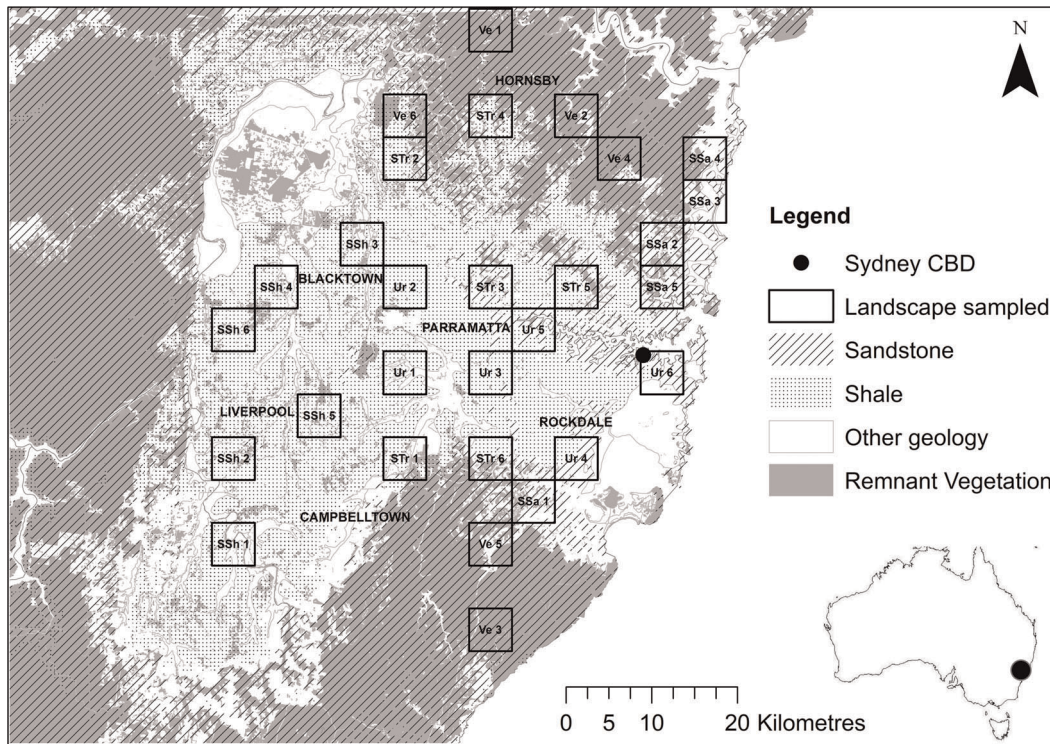 Ve 1
N
HORNSBY
Ve 6
STr 4
Ve 2
STr 2
Ve 4
SSa 4
SSa 3
Legend
SSh 3
SSa 2
Sydney CBD
BLACKTOWN
SSh 4
Ur 2
STr 3
STr 5
SSa 5
Landscape sampled
SSh 6
PARRAMATTA
Ur 5
Sandstone
Ur 1
Ur 3
Ur 6
Shale
LIVERPOOL
SSh 5
ROCKDALE
Other geology
SSh 2
STr 1
STr 6
Ur 4
Remnant Vegetation
SSa 1
CAMPBELLTOWN
SSh 1
Ve 5
Ve 3
0 5 10 20 Kilometres